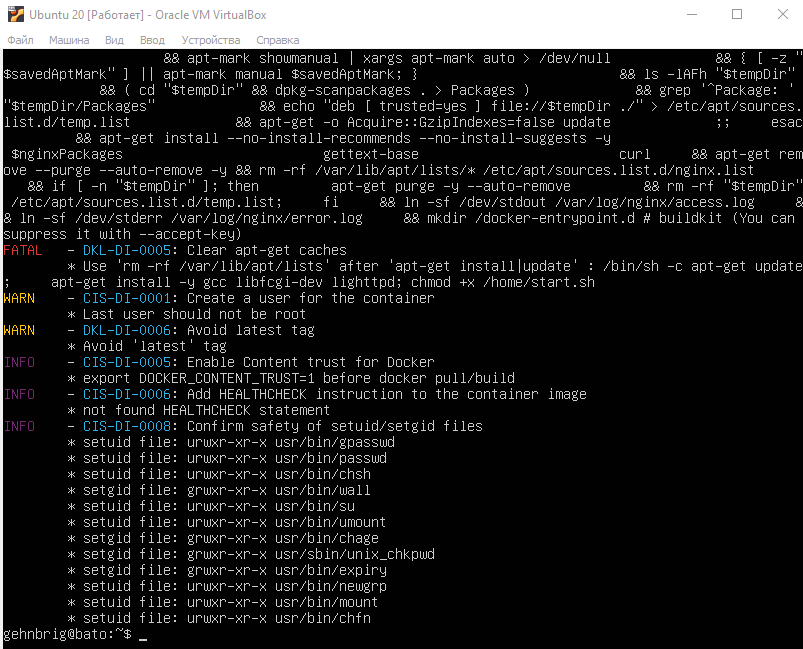 Ubuntu 20 [Работает] - Oracle VM VirtualBox
Файл Машина Вид Ввод Устройства Справка
&& apt-mark showmanual | xargs apt-mark auto > /dev/null && { [ -z "
$savedAptMark" ] || apt-mark manual $savedAptMark; } && ls -lAFh "$tempDir"
&& ( cd "$tempDir" && dpkg-scanpackages . > Packages ) && grep '^Package: '
"$tempDir/Packages" && echo "deb [ trusted=yes ] file://$tempDir ./" > /etc/apt/sources.
list.d/temp.list && apt-get -o Acquire::GzipIndexes=false update ;; esac
&& apt-get install --no-install-recommends --no-install-suggests -y
$nginxPackages gettext-base curl && apt-get rem
ove --purge --auto-remove -y && rm -rf /var/lib/apt/lists/* /etc/apt/sources.list.d/nginx.list
&& if [ -n "$tempDir" ]; then apt-get purge -y --auto-remove && rm -rf "$tempDir"
/etc/apt/sources.list.d/temp.list; fi && ln -sf /dev/stdout /var/log/nginx/access.log &
& ln -sf /dev/stderr /var/log/nginx/error.log && mkdir /docker-entrypoint.d # buildkit (You can
suppress it with --accept-key)
FATAL - DKL-DI-0005: Clear apt-get caches
* Use 'rm -rf /var/lib/apt/lists' after 'apt-get install|update' : /bin/sh -c apt-get update
; apt-get install -y gcc libfcgi-dev lighttpd; chmod +x /home/start.sh
WARN - CIS-DI-0001: Create a user for the container
* Last user should not be root
WARN - DKL-DI-0006: Avoid latest tag
* Avoid 'latest' tag
INFO - CIS-DI-0005: Enable Content trust for Docker
* export DOCKER_CONTENT_TRUST=1 before docker pull/build
INFO - CIS-DI-0006: Add HEALTHCHECK instruction to the container image
* not found HEALTHCHECK statement
INFO - CIS-DI-0008: Confirm safety of setuid/setgid files
* setuid file: urwxr-xr-x usr/bin/gpasswd
* setuid file: urwxr-xr-x usr/bin/passwd
* setuid file: urwxr-xr-x usr/bin/chsh
* setgid file: grwxr-xr-x usr/bin/wall
* setuid file: urwxr-xr-x usr/bin/su
* setuid file: urwxr-xr-x usr/bin/umount
* setgid file: grwxr-xr-x usr/bin/chage
* setgid file: grwxr-xr-x usr/sbin/unix_chkpwd
* setgid file: grwxr-xr-x usr/bin/expiry
* setuid file: urwxr-xr-x usr/bin/newgrp
* setuid file: urwxr-xr-x usr/bin/mount
* setuid file: urwxr-xr-x usr/bin/chfn
gehnbrig@bato:~$ _